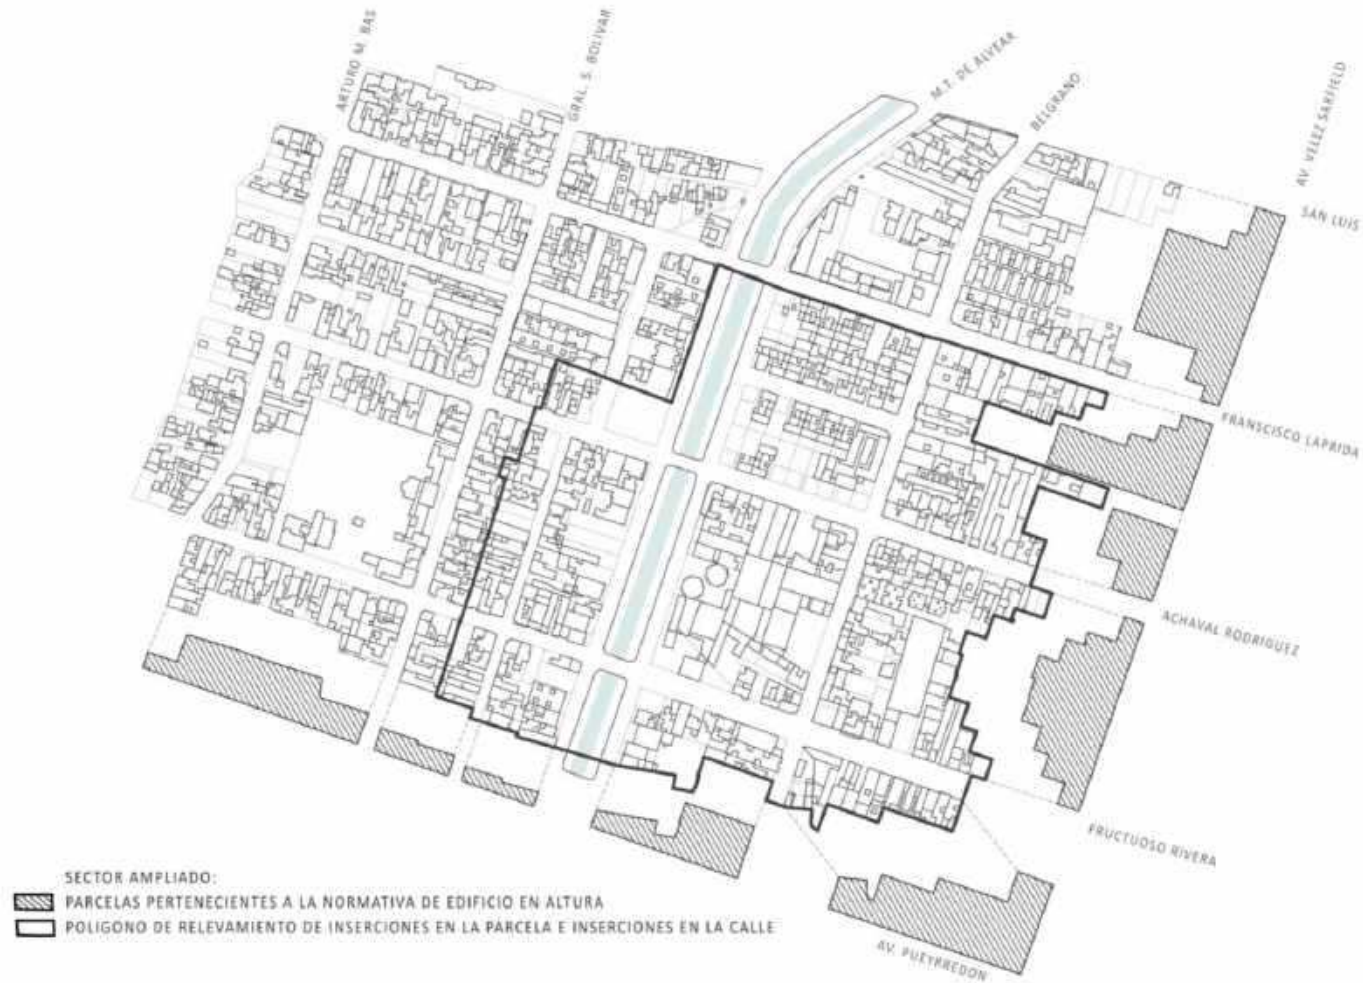 ARTURO M. BAS
GRAL. S. BOLIVAR
M.T. DE ALVEAR
BELGRANO
AV. VELEZ SARFIELD
SAN LUIS
FRANSCISCO LAPRIDA
ACHAVAL RODRIGUEZ
FRUCTUOSO RIVERA
AV. PUEYRREDON
SECTOR AMPLIADO:
PARCELAS PERTENECIENTES A LA NORMATIVA DE EDIFICIO EN ALTURA
POLIGONO DE RELEVAMIENTO DE INSERCIONES EN LA PARCELA E INSERCIONES EN LA CALLE